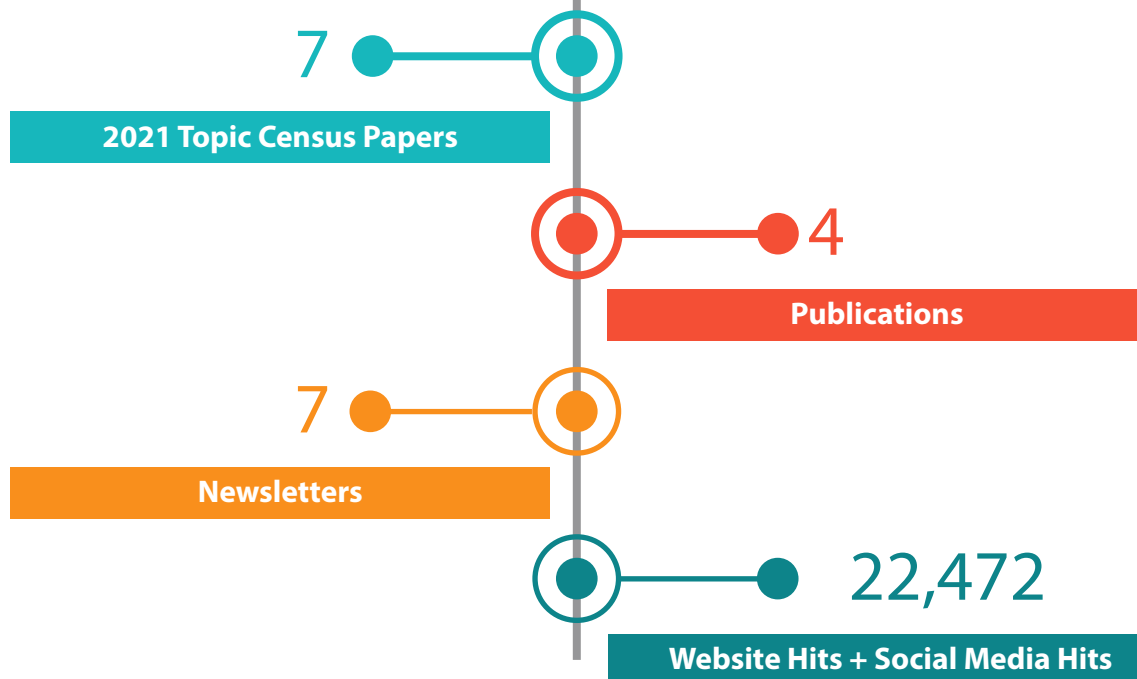 7
2021 Topic Census Papers
4
Publications
7
Newsletters
22,472
Website Hits + Social Media Hits